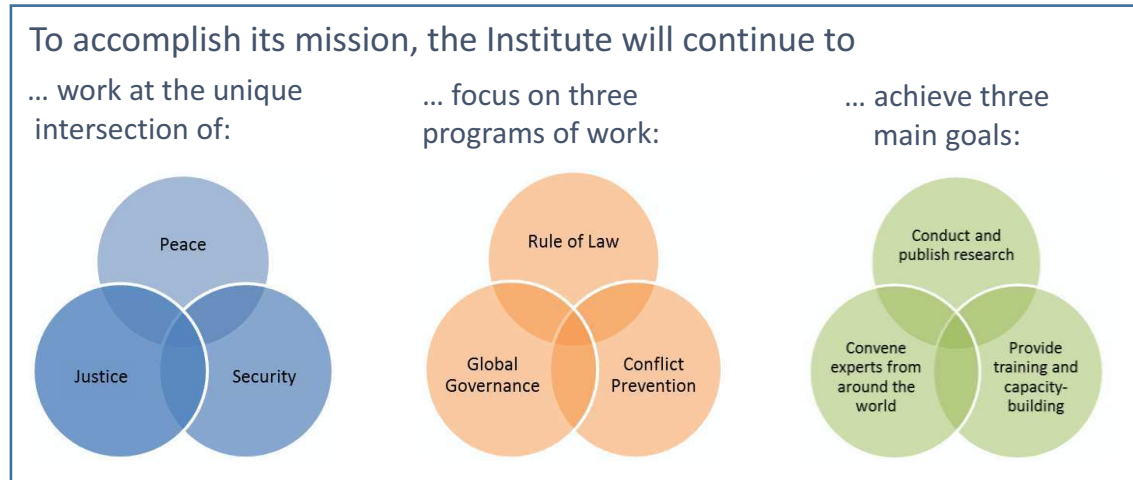 To accomplish its mission, the Institute will continue to
… work at the unique
intersection of:
Peace
Justice
Security
… focus on three
programs of work:
Rule of Law
Global
Governance
Conflict
Prevention
… achieve three
main goals:
Conduct and
publish research
Convene
experts from
around the
world
Provide
training and
capacity-
building